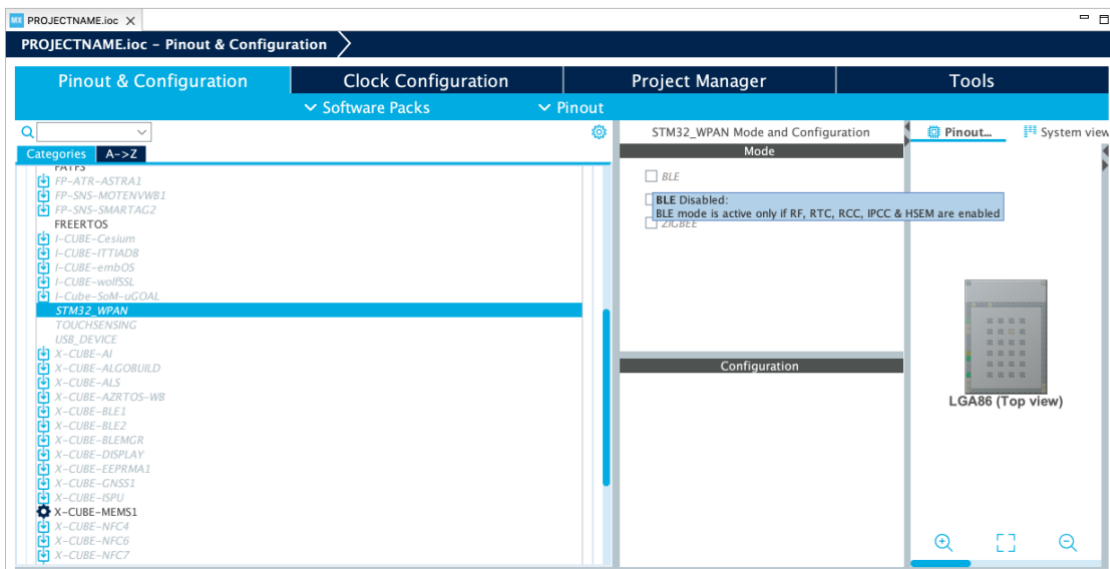 MX PROJECTNAME.ioc
PROJECTNAME.ioc – Pinout & Configuration
Pinout & Configuration
Clock Configuration
Project Manager
Tools
Software Packs
Pinout
Categories
A->Z
FATFS
FP-ATR-ASTRA1
FP-SNS-MOTENVWB1
FP-SNS-SMARTAG2
FREERTOS
I-CUBE-Cesium
I-CUBE-ITTIADB
I-CUBE-embOS
I-CUBE-wolfSSL
I-Cube-SoM-uGOAL
STM32_WPAN
TOUCHSENSING
USB_DEVICE
X-CUBE-AI
X-CUBE-ALGOBUILD
X-CUBE-ALS
X-CUBE-AZRTOS-WB
X-CUBE-BLE1
X-CUBE-BLE2
X-CUBE-BLEMGR
X-CUBE-DISPLAY
X-CUBE-EEPRMA1
X-CUBE-GNSS1
X-CUBE-ISPU
X-CUBE-MEMS1
X-CUBE-NFC4
X-CUBE-NFC6
X-CUBE-NFC7
STM32_WPAN Mode and Configuration
Mode
BLE
BLE Disabled:
BLE mode is active only if RF, RTC, RCC, IPCC & HSEM are enabled
ZIGBEE
Configuration
Pinout...
System view
LGA86 (Top view)